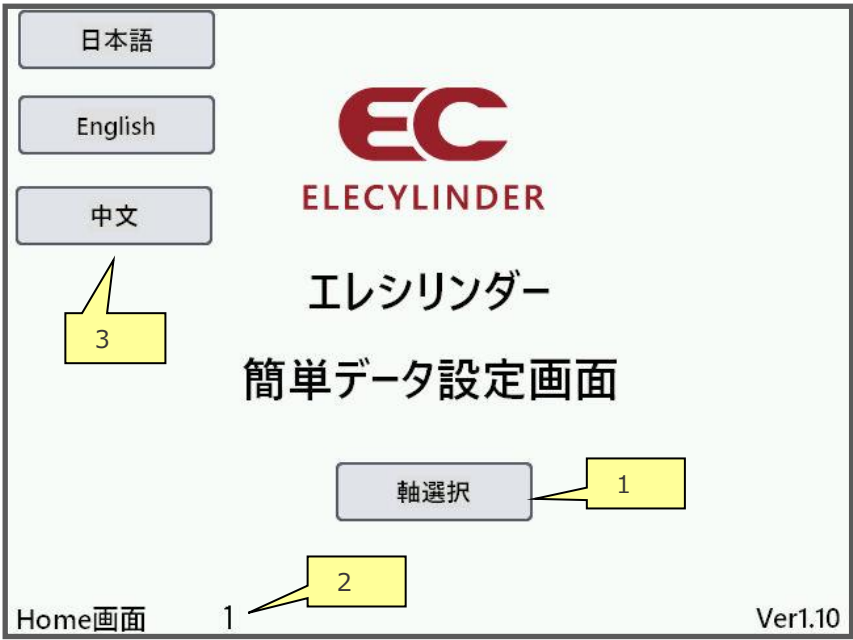 日本語
English
中文
EC
ELECYLINDER
3
エレシリンダー
簡単データ設定画面
軸選択
1
2
Home画面
1
Ver1.10